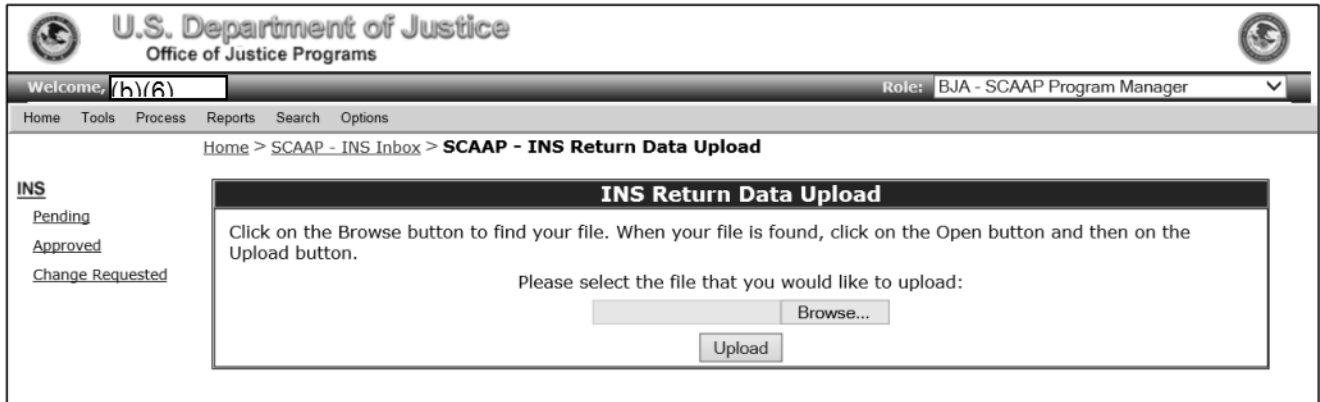 U.S. Department of Justice
Office of Justice Programs
Welcome, (b)(6) Role: BJA - SCAAP Program Manager
Home Tools Process Reports Search Options
Home > SCAAP - INS Inbox > SCAAP - INS Return Data Upload
INS
Pending
Approved
Change Requested
INS Return Data Upload
Click on the Browse button to find your file. When your file is found, click on the Open button and then on the
Upload button.
Please select the file that you would like to upload:
Browse...
Upload